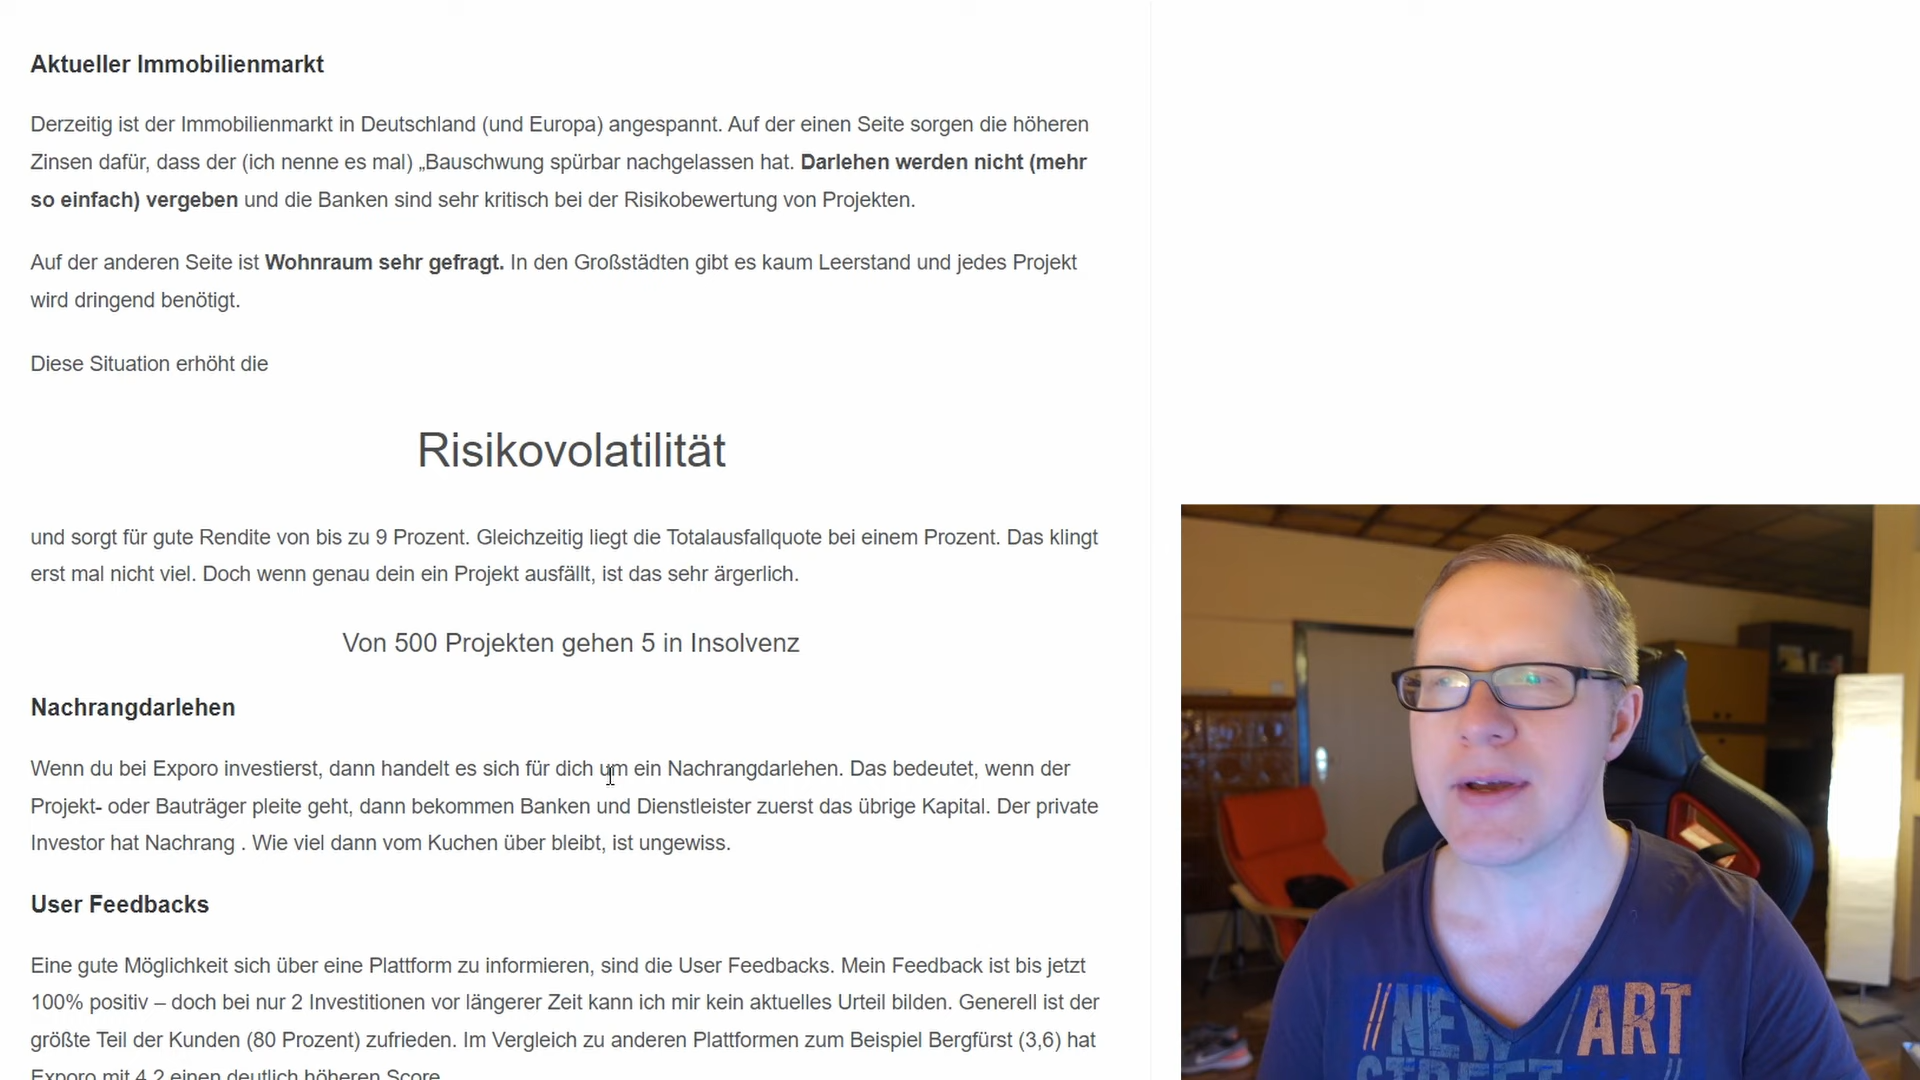 Aktueller Immobilienmarkt
Derzeitig ist der Immobilienmarkt in Deutschland (und Europa) angespannt. Auf der einen Seite sorgen die höheren
Zinsen dafür, dass der (ich nenne es mal) „Bauschwung spürbar nachgelassen hat. Darlehen werden nicht (mehr
so einfach) vergeben und die Banken sind sehr kritisch bei der Risikobewertung von Projekten.
Auf der anderen Seite ist Wohnraum sehr gefragt. In den Großstädten gibt es kaum Leerstand und jedes Projekt
wird dringend benötigt.
Diese Situation erhöht die
Risikovolatilität
und sorgt für gute Rendite von bis zu 9 Prozent. Gleichzeitig liegt die Totalausfallquote bei einem Prozent. Das klingt
erst mal nicht viel. Doch wenn genau dein ein Projekt ausfällt, ist das sehr ärgerlich.
Von 500 Projekten gehen 5 in Insolvenz
Nachrangdarlehen
Wenn du bei Exporo investierst, dann handelt es sich für dich um ein Nachrangdarlehen. Das bedeutet, wenn der
Projekt- oder Bauträger pleite geht, dann bekommen Banken und Dienstleister zuerst das übrige Kapital. Der private
Investor hat Nachrang . Wie viel dann vom Kuchen über bleibt, ist ungewiss.
User Feedbacks
Eine gute Möglichkeit sich über eine Plattform zu informieren, sind die User Feedbacks. Mein Feedback ist bis jetzt
100% positiv – doch bei nur 2 Investitionen vor längerer Zeit kann ich mir kein aktuelles Urteil bilden. Generell ist der
größte Teil der Kunden (80 Prozent) zufrieden. Im Vergleich zu anderen Plattformen zum Beispiel Bergfürst (3,6) hat
Exporo mit 4,2 einen deutlich höheren Score
NEW ART
STREET